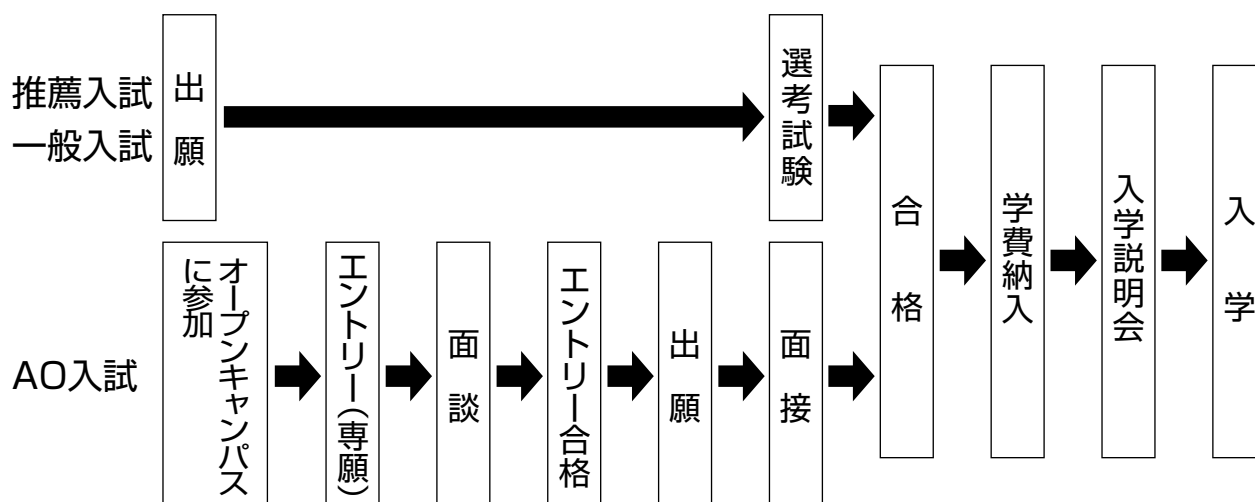 推薦入試
一般入試
出願
選考試験
AO入試
オープンキャンパス
に参加
エントリー(専願)
面談
エントリー合格
出願
面接
合格
学費納入
入学説明会
入学